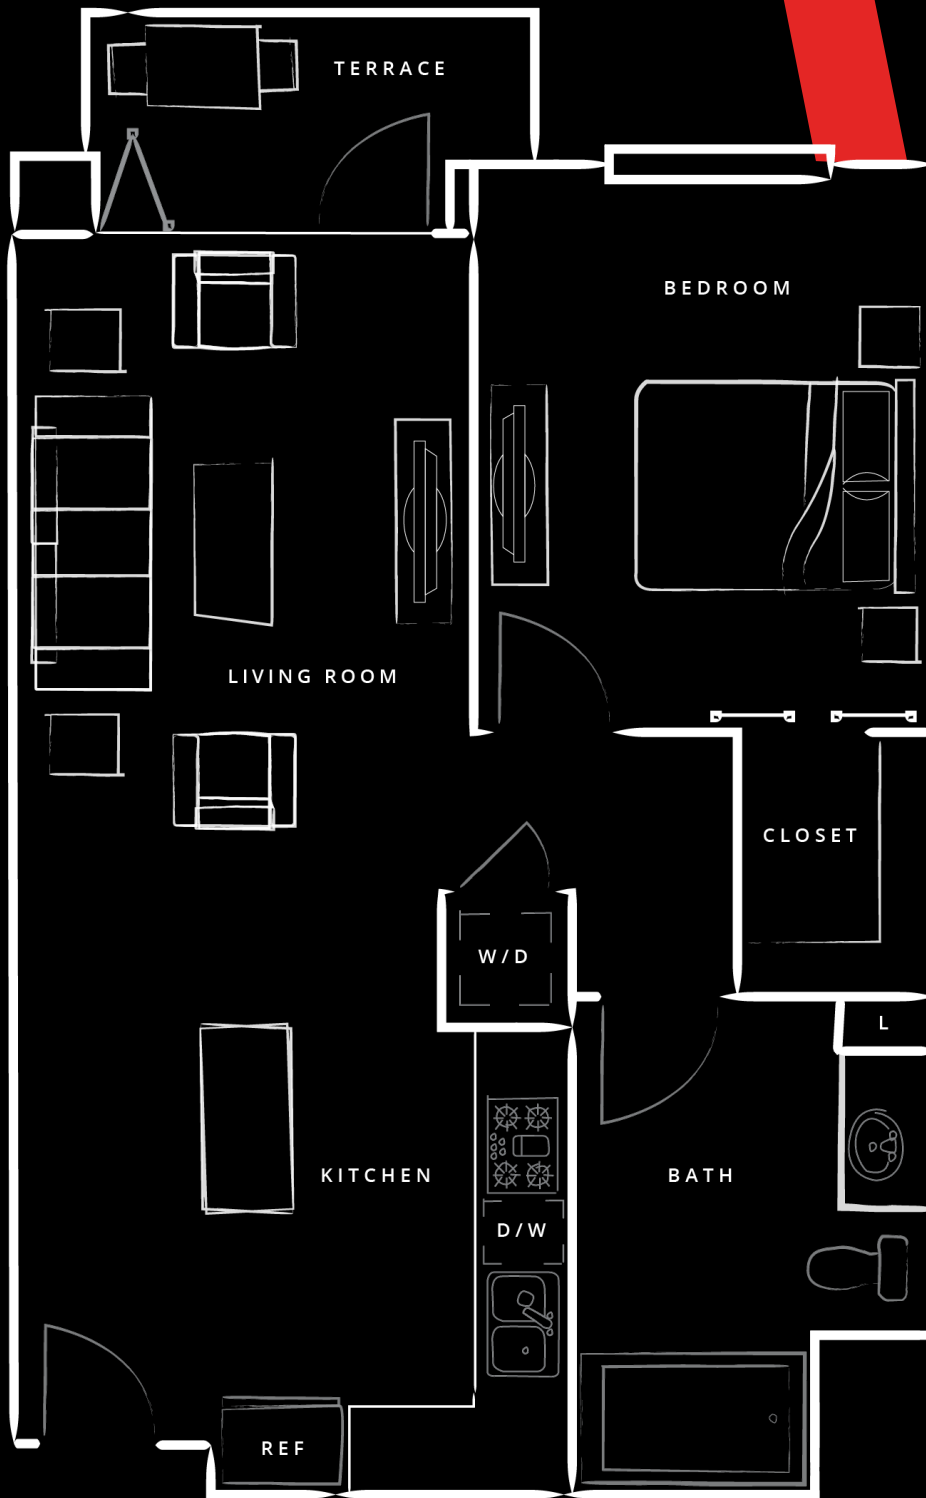 TERRACE
BEDROOM
LIVING ROOM
CLOSET
W/D
L
KITCHEN
BATH
D/W
REF